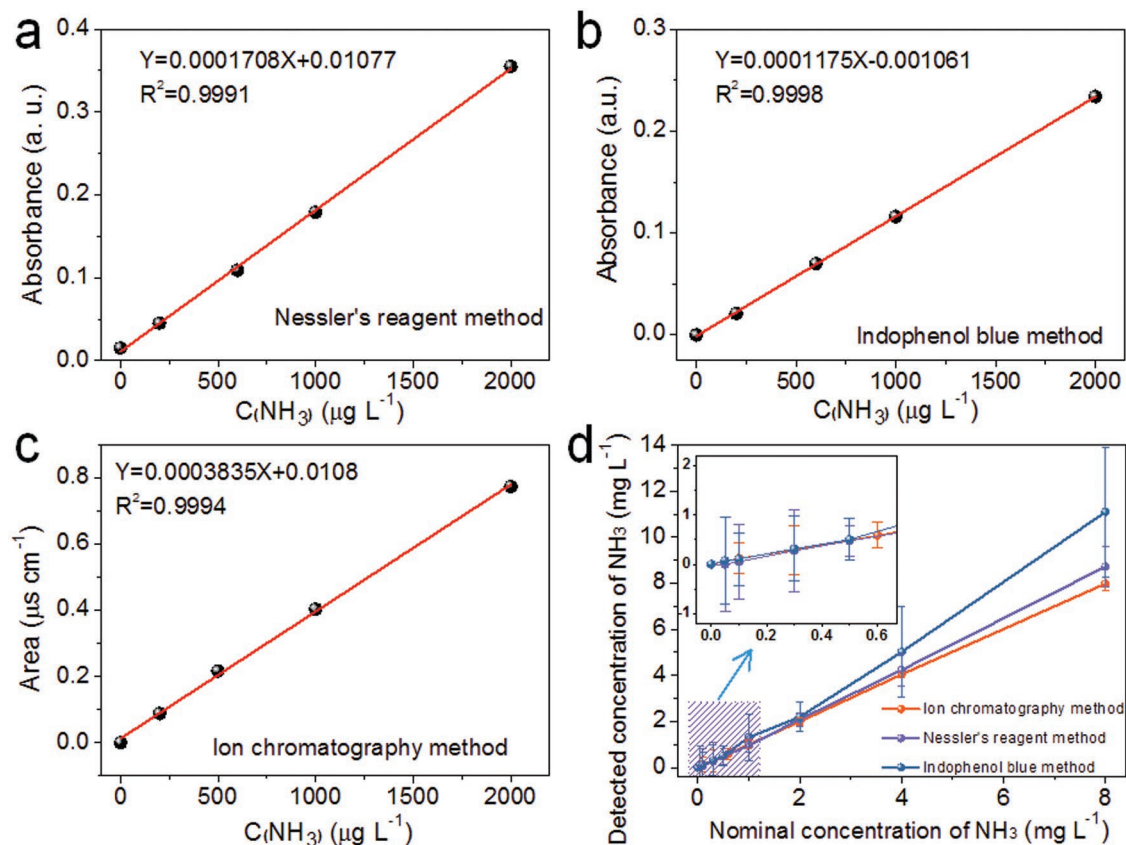 a
Y=0.0001708X+0.01077
R²=0.9991
Absorbance (a. u.)
0.4
0.3
0.2
0.1
0.0
Nessler's reagent method
0 500 1000 1500 2000
C(NH₃) (μg L⁻¹)
b
Y=0.0001175X-0.001061
R²=0.9998
Absorbance (a.u.)
0.3
0.2
0.1
0.0
Indophenol blue method
0 500 1000 1500 2000
C(NH₃) (μg L⁻¹)
c
Y=0.0003835X+0.0108
R²=0.9994
Area (μs cm⁻¹)
0.8
0.6
0.4
0.2
0.0
Ion chromatography method
0 500 1000 1500 2000
C(NH₃) (μg L⁻¹)
d
Detected concentration of NH₃ (mg L⁻¹)
14
12
10
8
6
4
2
0
2
1
0
1
0.0 0.2 0.4 0.6
Ion chromatography method
Nessler's reagent method
Indophenol blue method
0 2 4 6 8
Nominal concentration of NH₃ (mg L⁻¹)